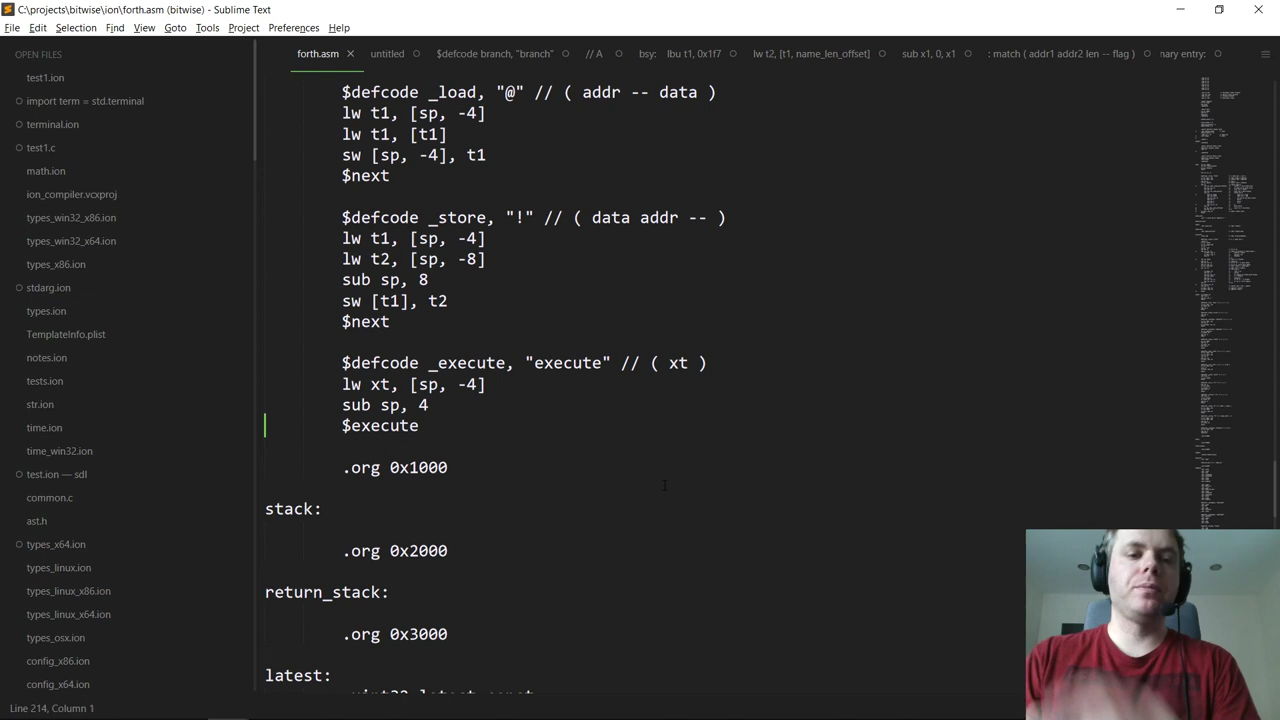 C:\projects\bitwise\ion\forth.asm (bitwise) - Sublime Text
File Edit Selection Find View Goto Tools Project Preferences Help
OPEN FILES
test1.ion
import term = std.terminal
terminal.ion
test1.c
math.ion
ion_compiler.vcxproj
types_win32_x86.ion
types_win32_x64.ion
types_x86.ion
stdarg.ion
types.ion
TemplateInfo.plist
notes.ion
tests.ion
str.ion
time.ion
time_win32.ion
test.ion — sdl
common.c
ast.h
types_x64.ion
types_linux.ion
types_linux_x86.ion
types_linux_x64.ion
types_osx.ion
config_x86.ion
config_x64.ion
forth.asm untitled $defcode branch, "branch" // A bsy: lbu t1, 0x1f7 lw t2, [t1, name_len_offset] sub x1, 0, x1 : match ( addr1 addr2 len -- flag ) nary entry:
$defcode _load, "@" // ( addr -- data )
lw t1, [sp, -4]
lw t1, [t1]
sw [sp, -4], t1
$next
$defcode _store, "!" // ( data addr -- )
lw t1, [sp, -4]
lw t2, [sp, -8]
sub sp, 8
sw [t1], t2
$next
$defcode _execute, "execute" // ( xt )
lw xt, [sp, -4]
sub sp, 4
$execute
.org 0x1000
stack:
.org 0x2000
return_stack:
.org 0x3000
latest:
Line 214, Column 1